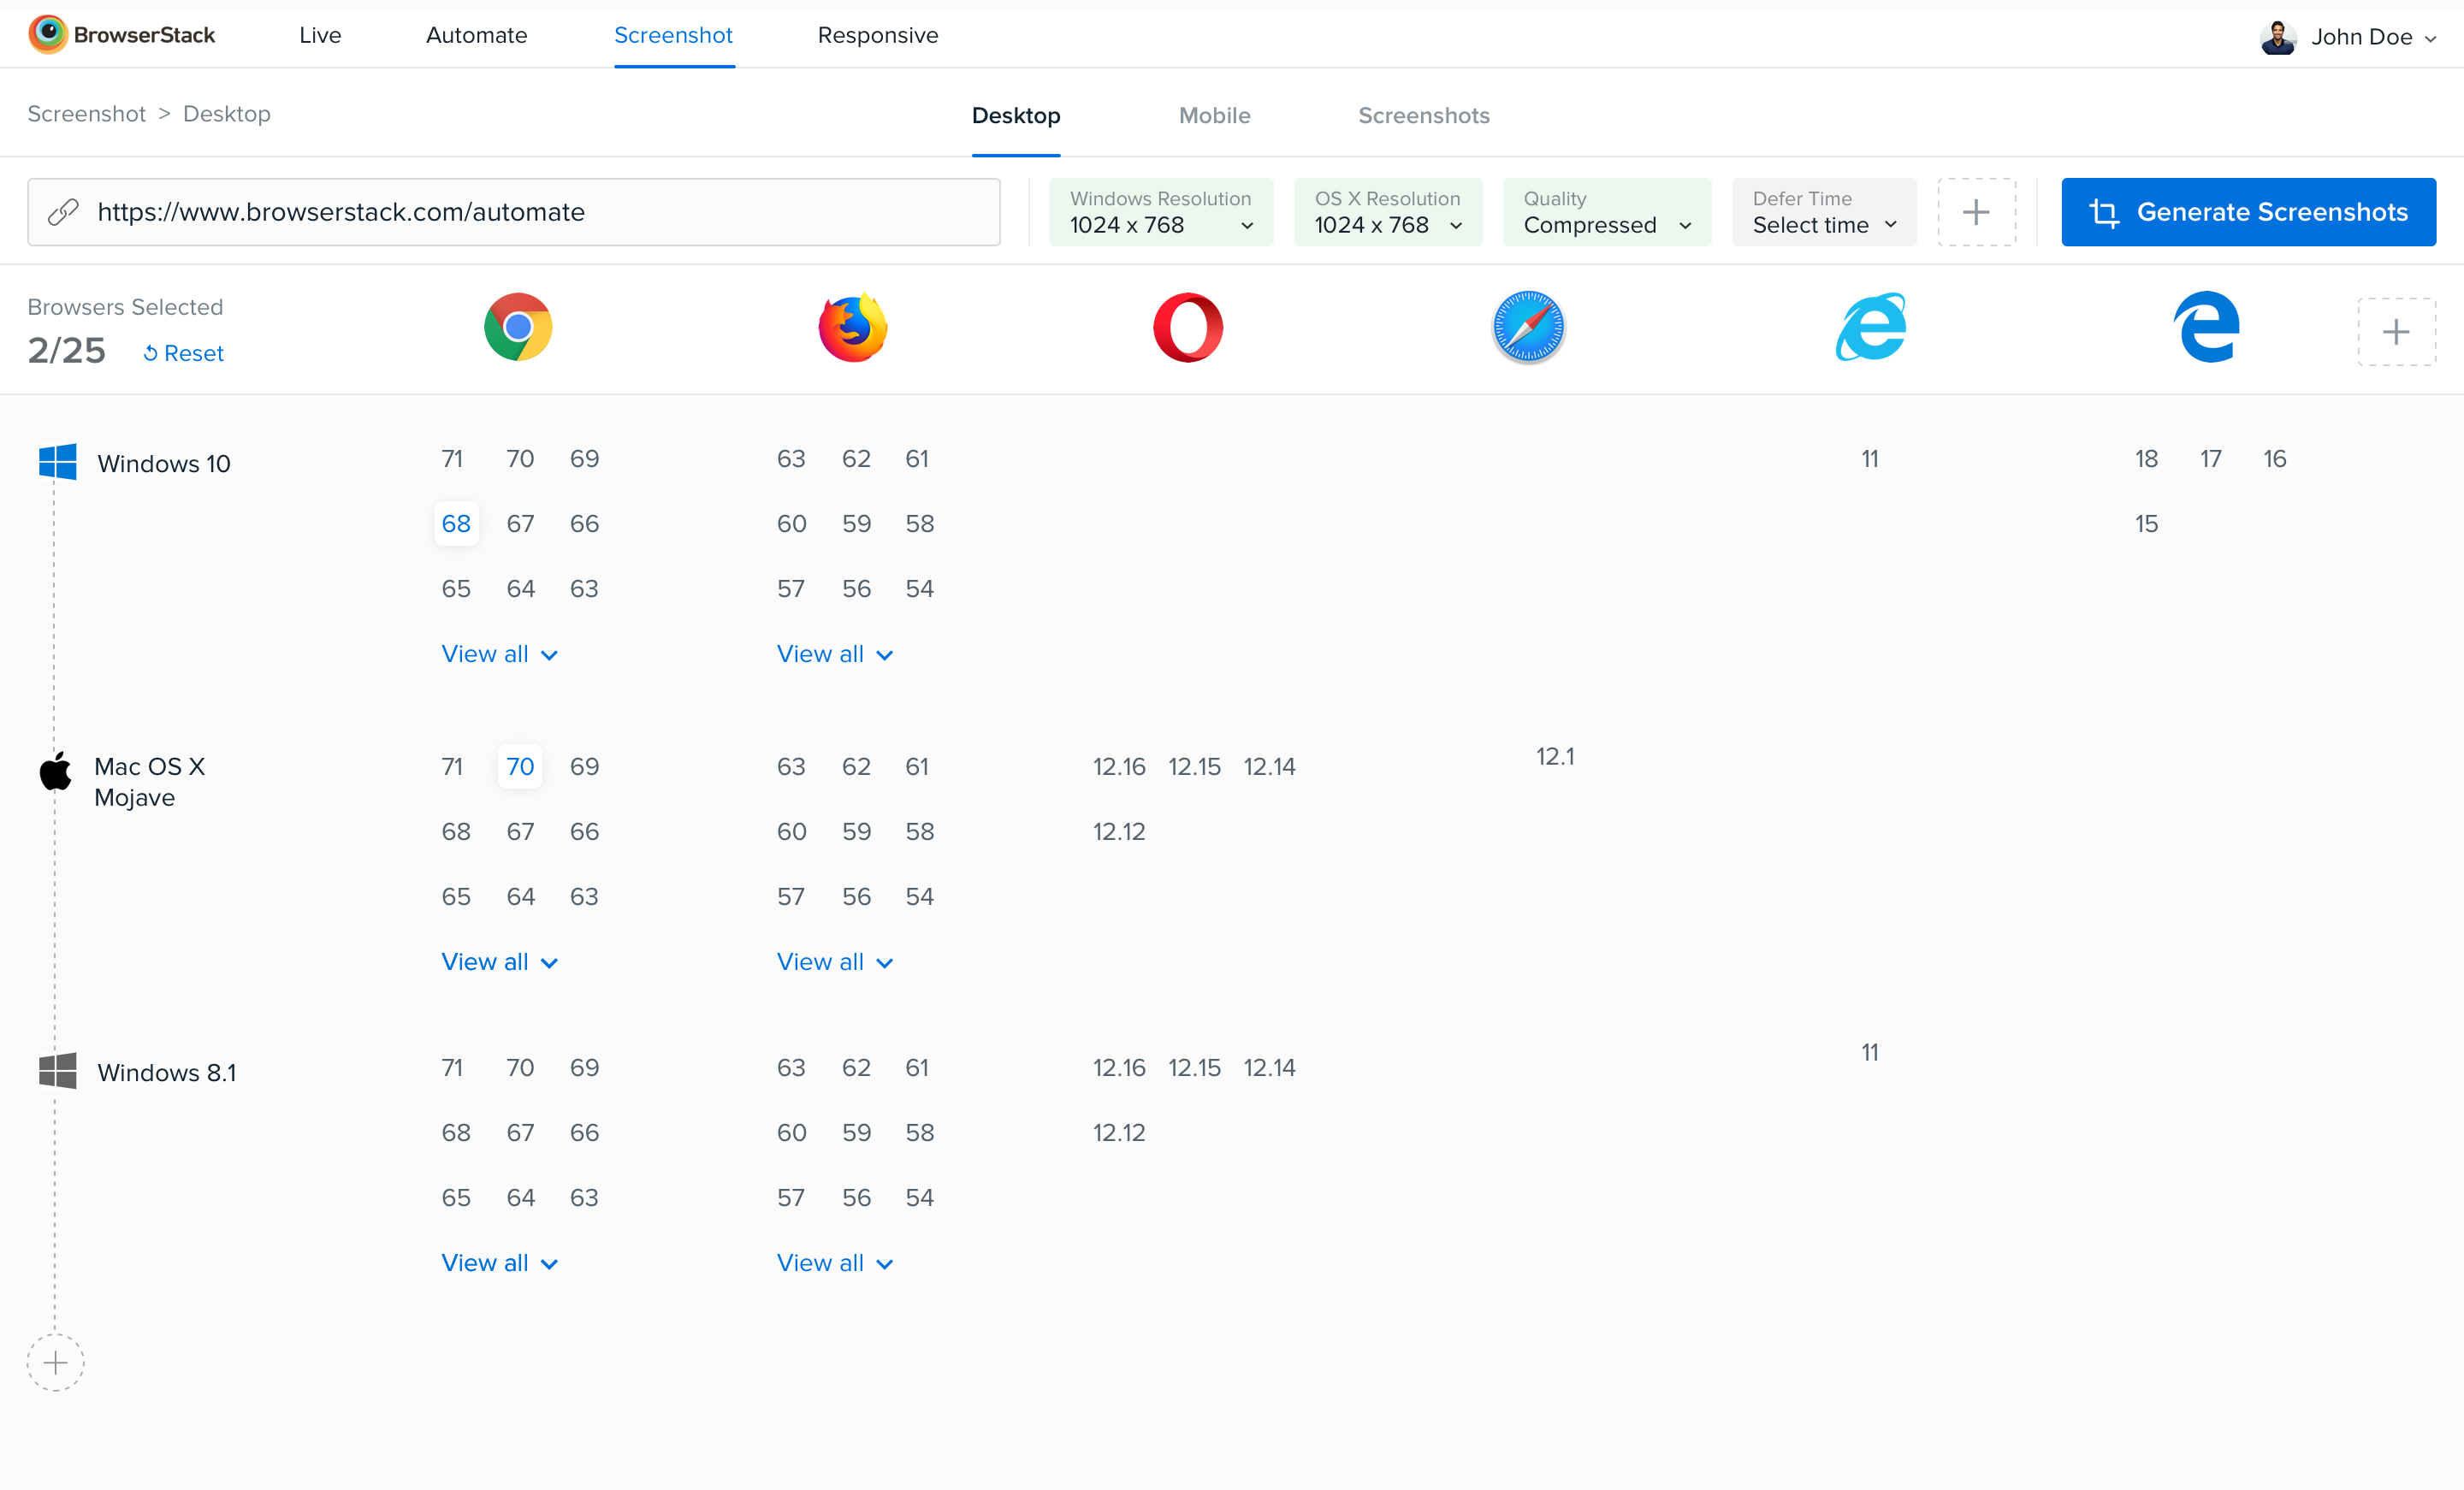 BrowserStack Live Automate Screenshot Responsive John Doe
Screenshot > Desktop Desktop Mobile Screenshots
https://www.browserstack.com/automate
Windows Resolution
1024 x 768
OS X Resolution
1024 x 768
Quality
Compressed
Defer Time
Select time
Generate Screenshots
Browsers Selected
2/25 Reset
Windows 10
71 70 69
68 67 66
65 64 63
View all
63 62 61
60 59 58
57 56 54
View all
11
18 17 16
15
Mac OS X
Mojave
71 70 69
68 67 66
65 64 63
View all
63 62 61
60 59 58
57 56 54
View all
12.16 12.15 12.14
12.12
12.1
Windows 8.1
71 70 69
68 67 66
65 64 63
View all
63 62 61
60 59 58
57 56 54
View all
12.16 12.15 12.14
12.12
11